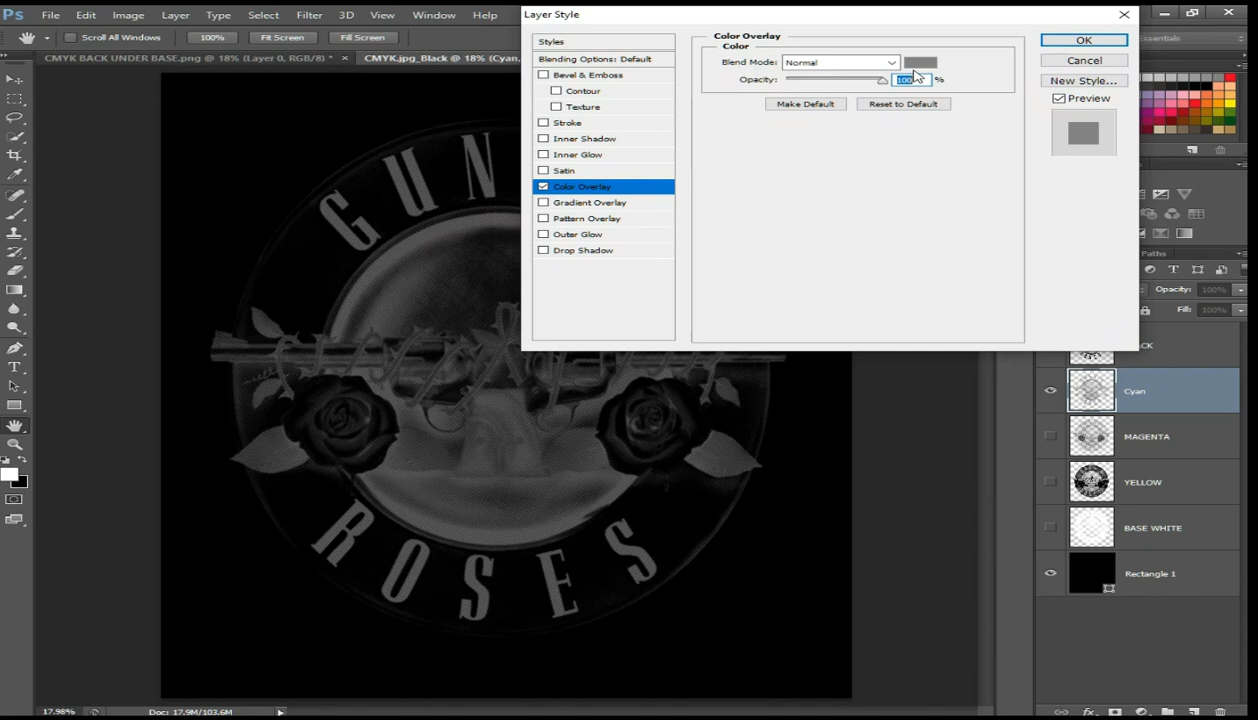 Ps File Edit Image Layer Type Select Filter 3D View Window Help
Layer Style
Scroll All Windows 100% Fit Screen Fill Screen
Essentials
CMYK BACK UNDER BASE.png @ 18% (Layer 0, RGB/8) * × CMYK.jpg_Black @ 18% (Cyan,
Styles
Blending Options: Default
Bevel & Emboss
Contour
Texture
Stroke
Inner Shadow
Inner Glow
Satin
Color Overlay
Gradient Overlay
Pattern Overlay
Outer Glow
Drop Shadow
Color Overlay
Color
Blend Mode: Normal
Opacity: 100 %
Make Default Reset to Default
OK
Cancel
New Style...
Preview
Paths
Opacity: 100%
Fill: 100%
CK
Cyan
MAGENTA
YELLOW
BASE WHITE
Rectangle 1
GUN
ROSES
17.98% Doc: 17.9M/103.6M